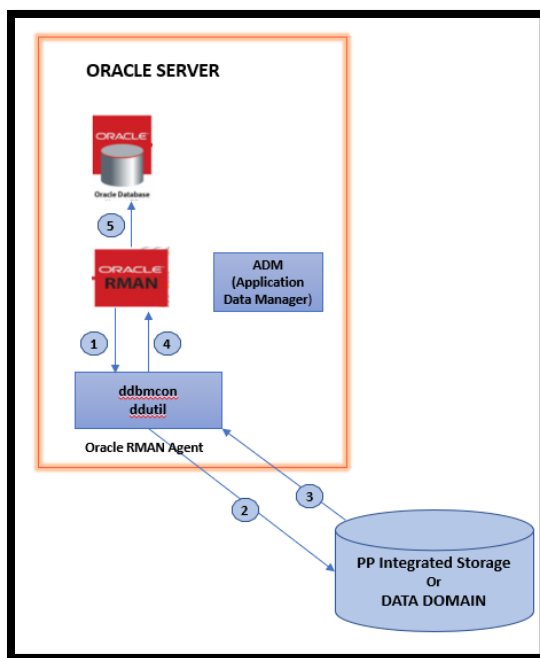 ORACLE SERVER
ORACLE
Oracle Database
5
ORACLE
RMAN
ADM
(Application
Data Manager)
1
4
ddbmcon
ddutil
Oracle RMAN Agent
2
3
PP Integrated Storage
Or
DATA DOMAIN